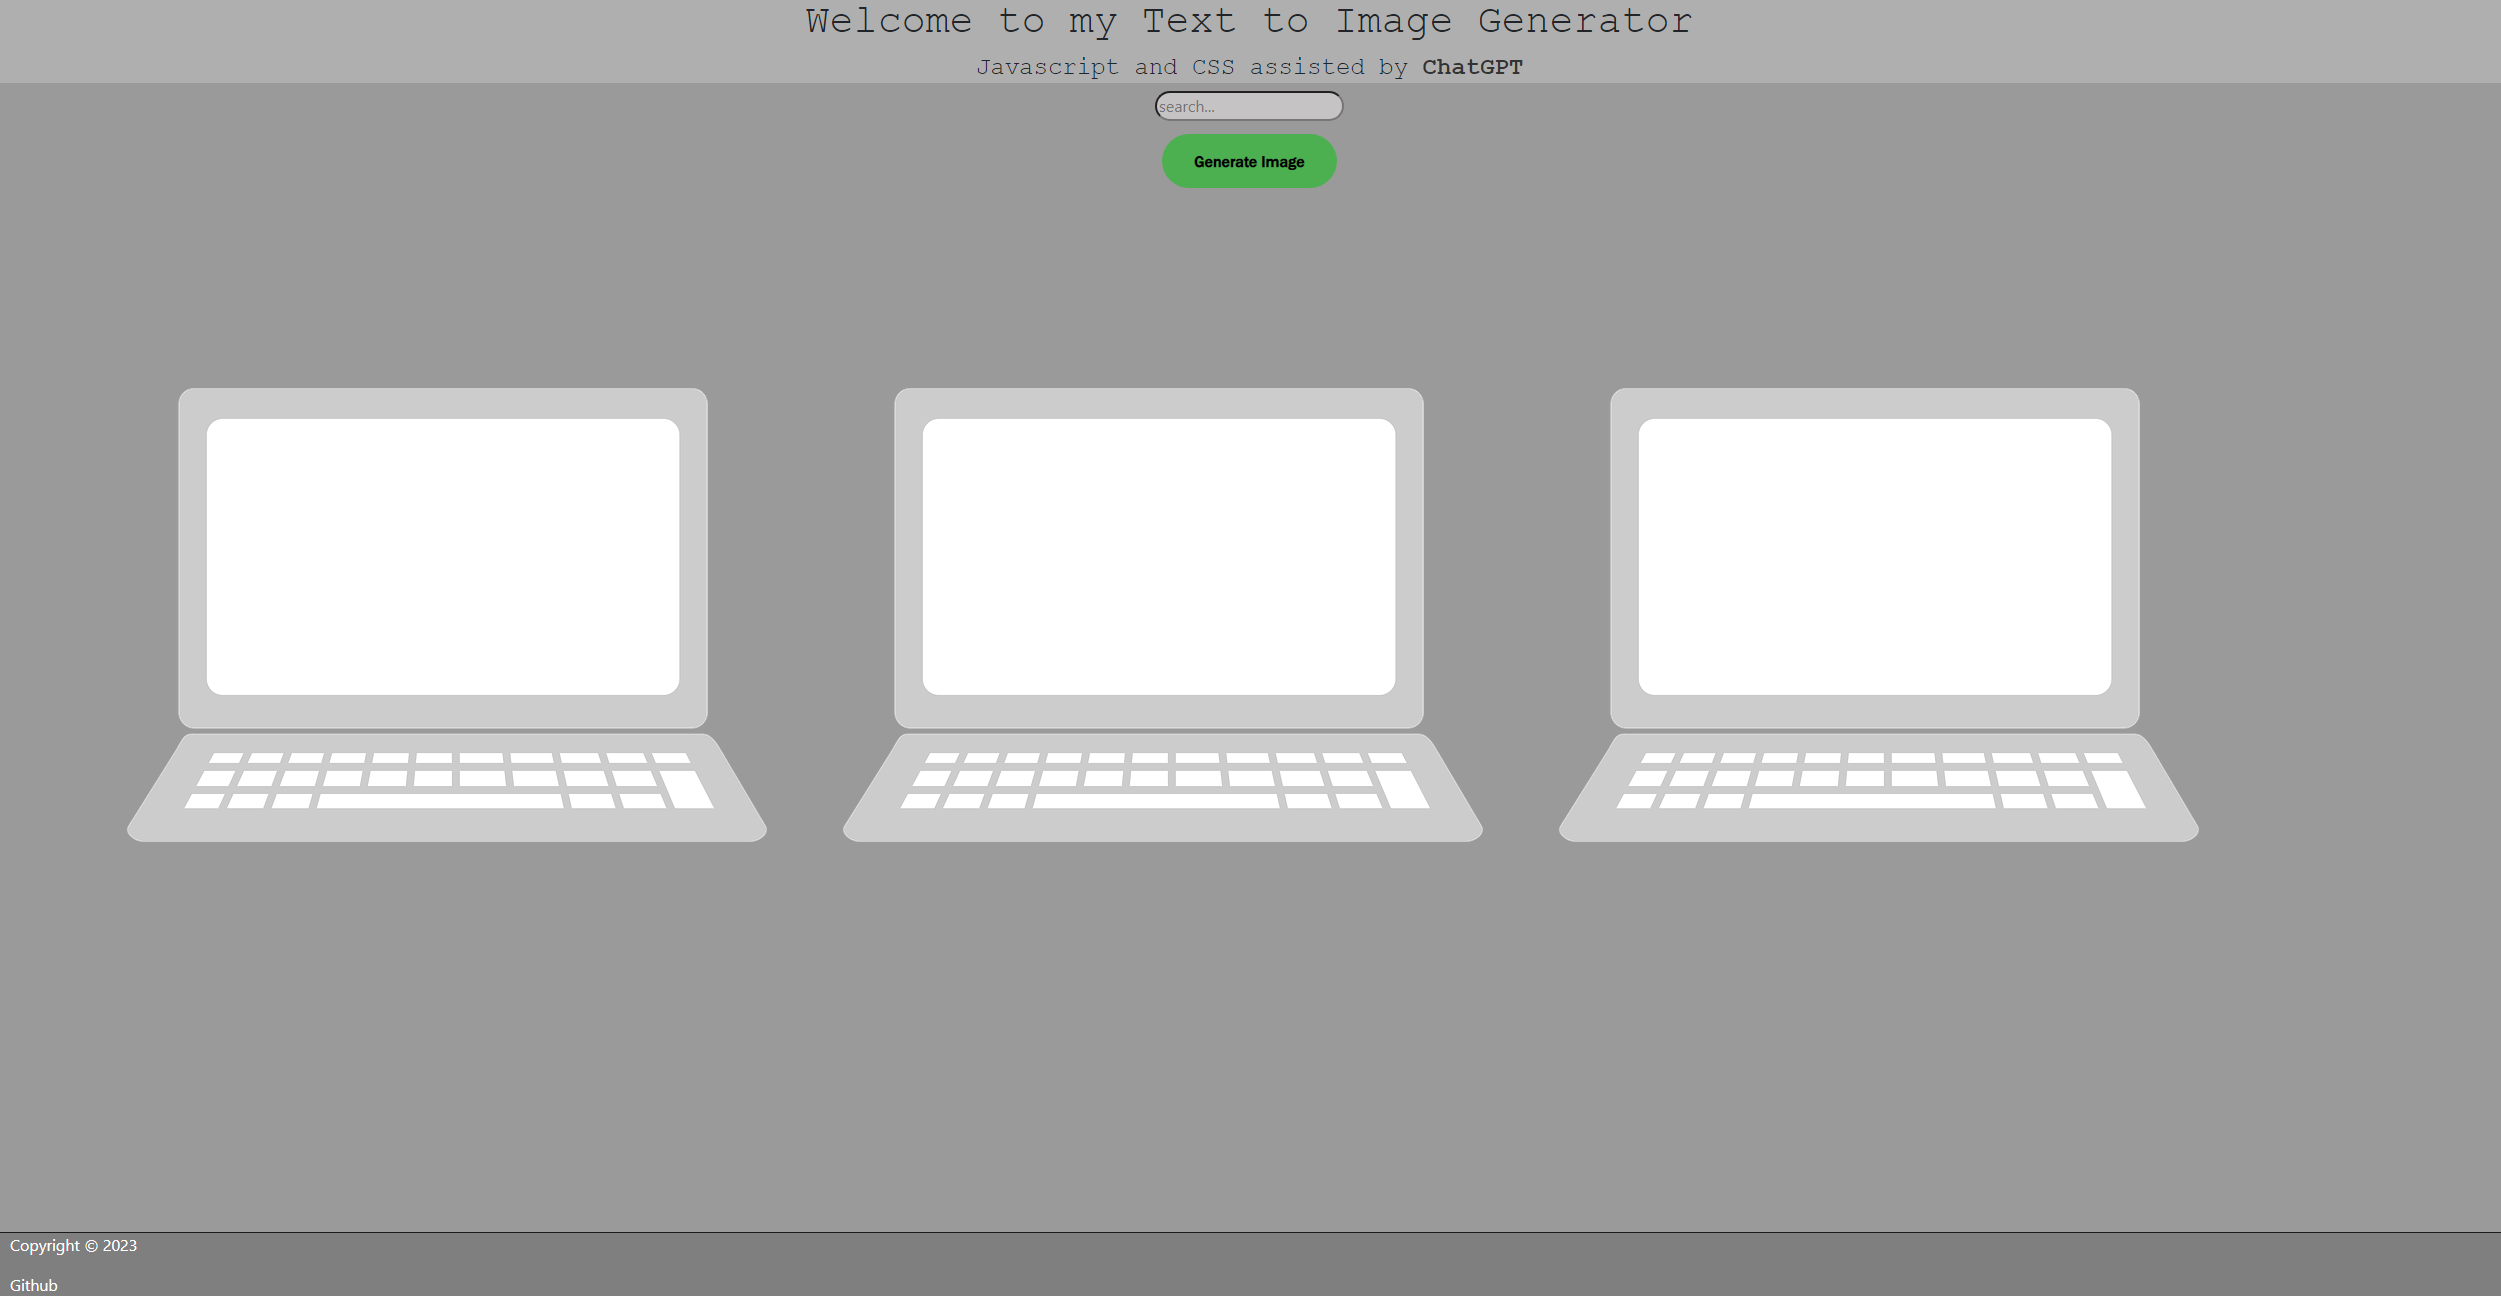 Welcome to my Text to Image Generator
Javascript and CSS assisted by ChatGPT
search...
Generate Image
Copyright © 2023
Github